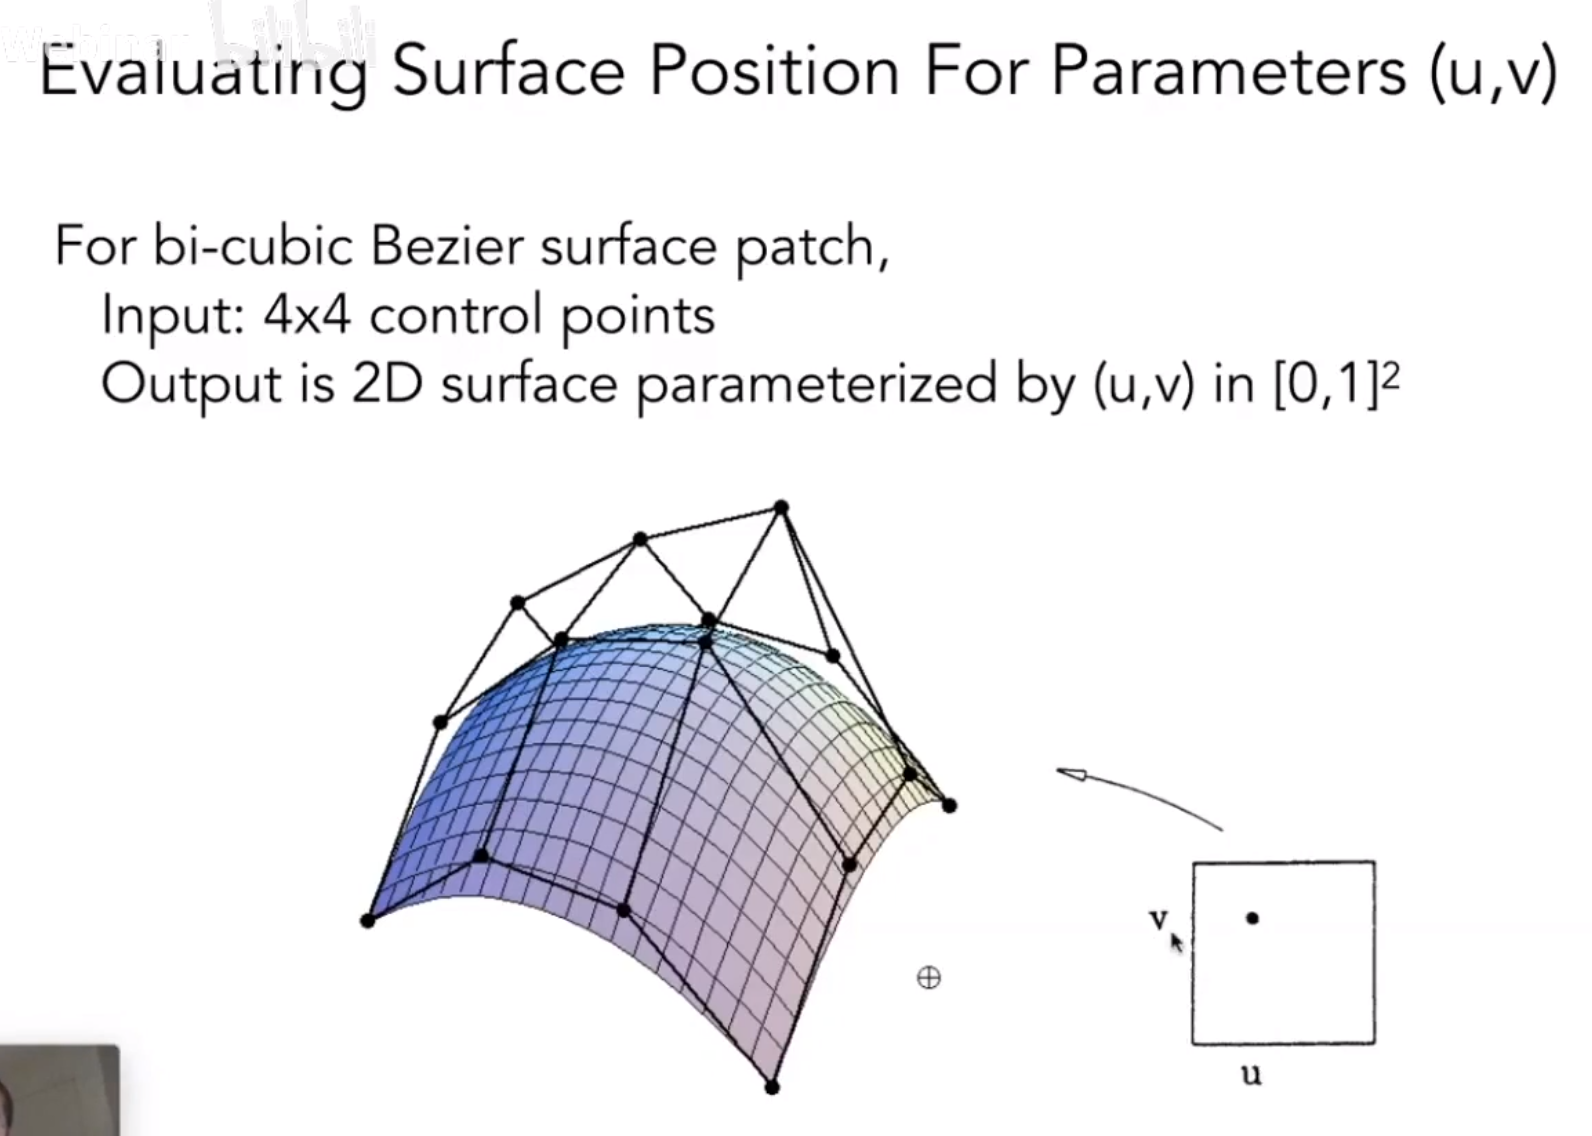 Webinar bilibili
Evaluating Surface Position For Parameters (u,v)
For bi-cubic Bezier surface patch,
Input: 4x4 control points
Output is 2D surface parameterized by (u,v) in [0,1]²
v
u